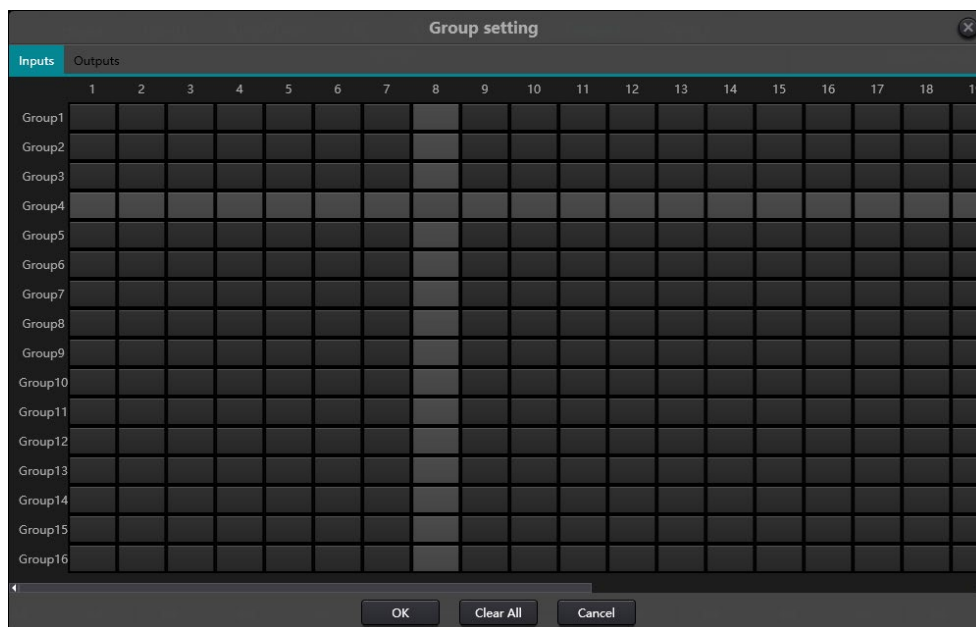 Group setting
Inputs Outputs
1 2 3 4 5 6 7 8 9 10 11 12 13 14 15 16 17 18
Group1
Group2
Group3
Group4
Group5
Group6
Group7
Group8
Group9
Group10
Group11
Group12
Group13
Group14
Group15
Group16
OK Clear All Cancel